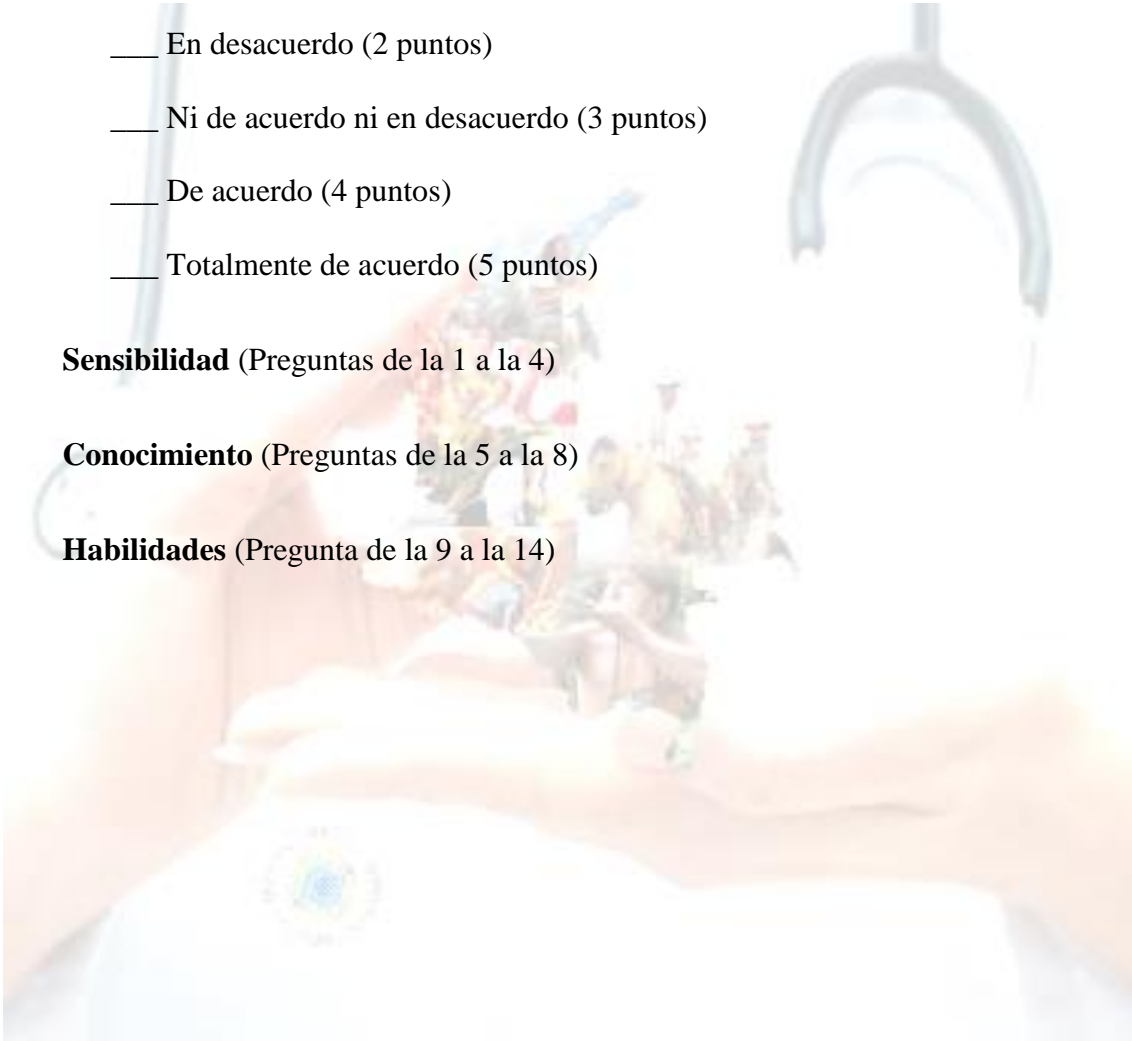 ___ En desacuerdo (2 puntos)
___ Ni de acuerdo ni en desacuerdo (3 puntos)
___ De acuerdo (4 puntos)
___ Totalmente de acuerdo (5 puntos)
Sensibilidad (Preguntas de la 1 a la 4)
Conocimiento (Preguntas de la 5 a la 8)
Habilidades (Pregunta de la 9 a la 14)